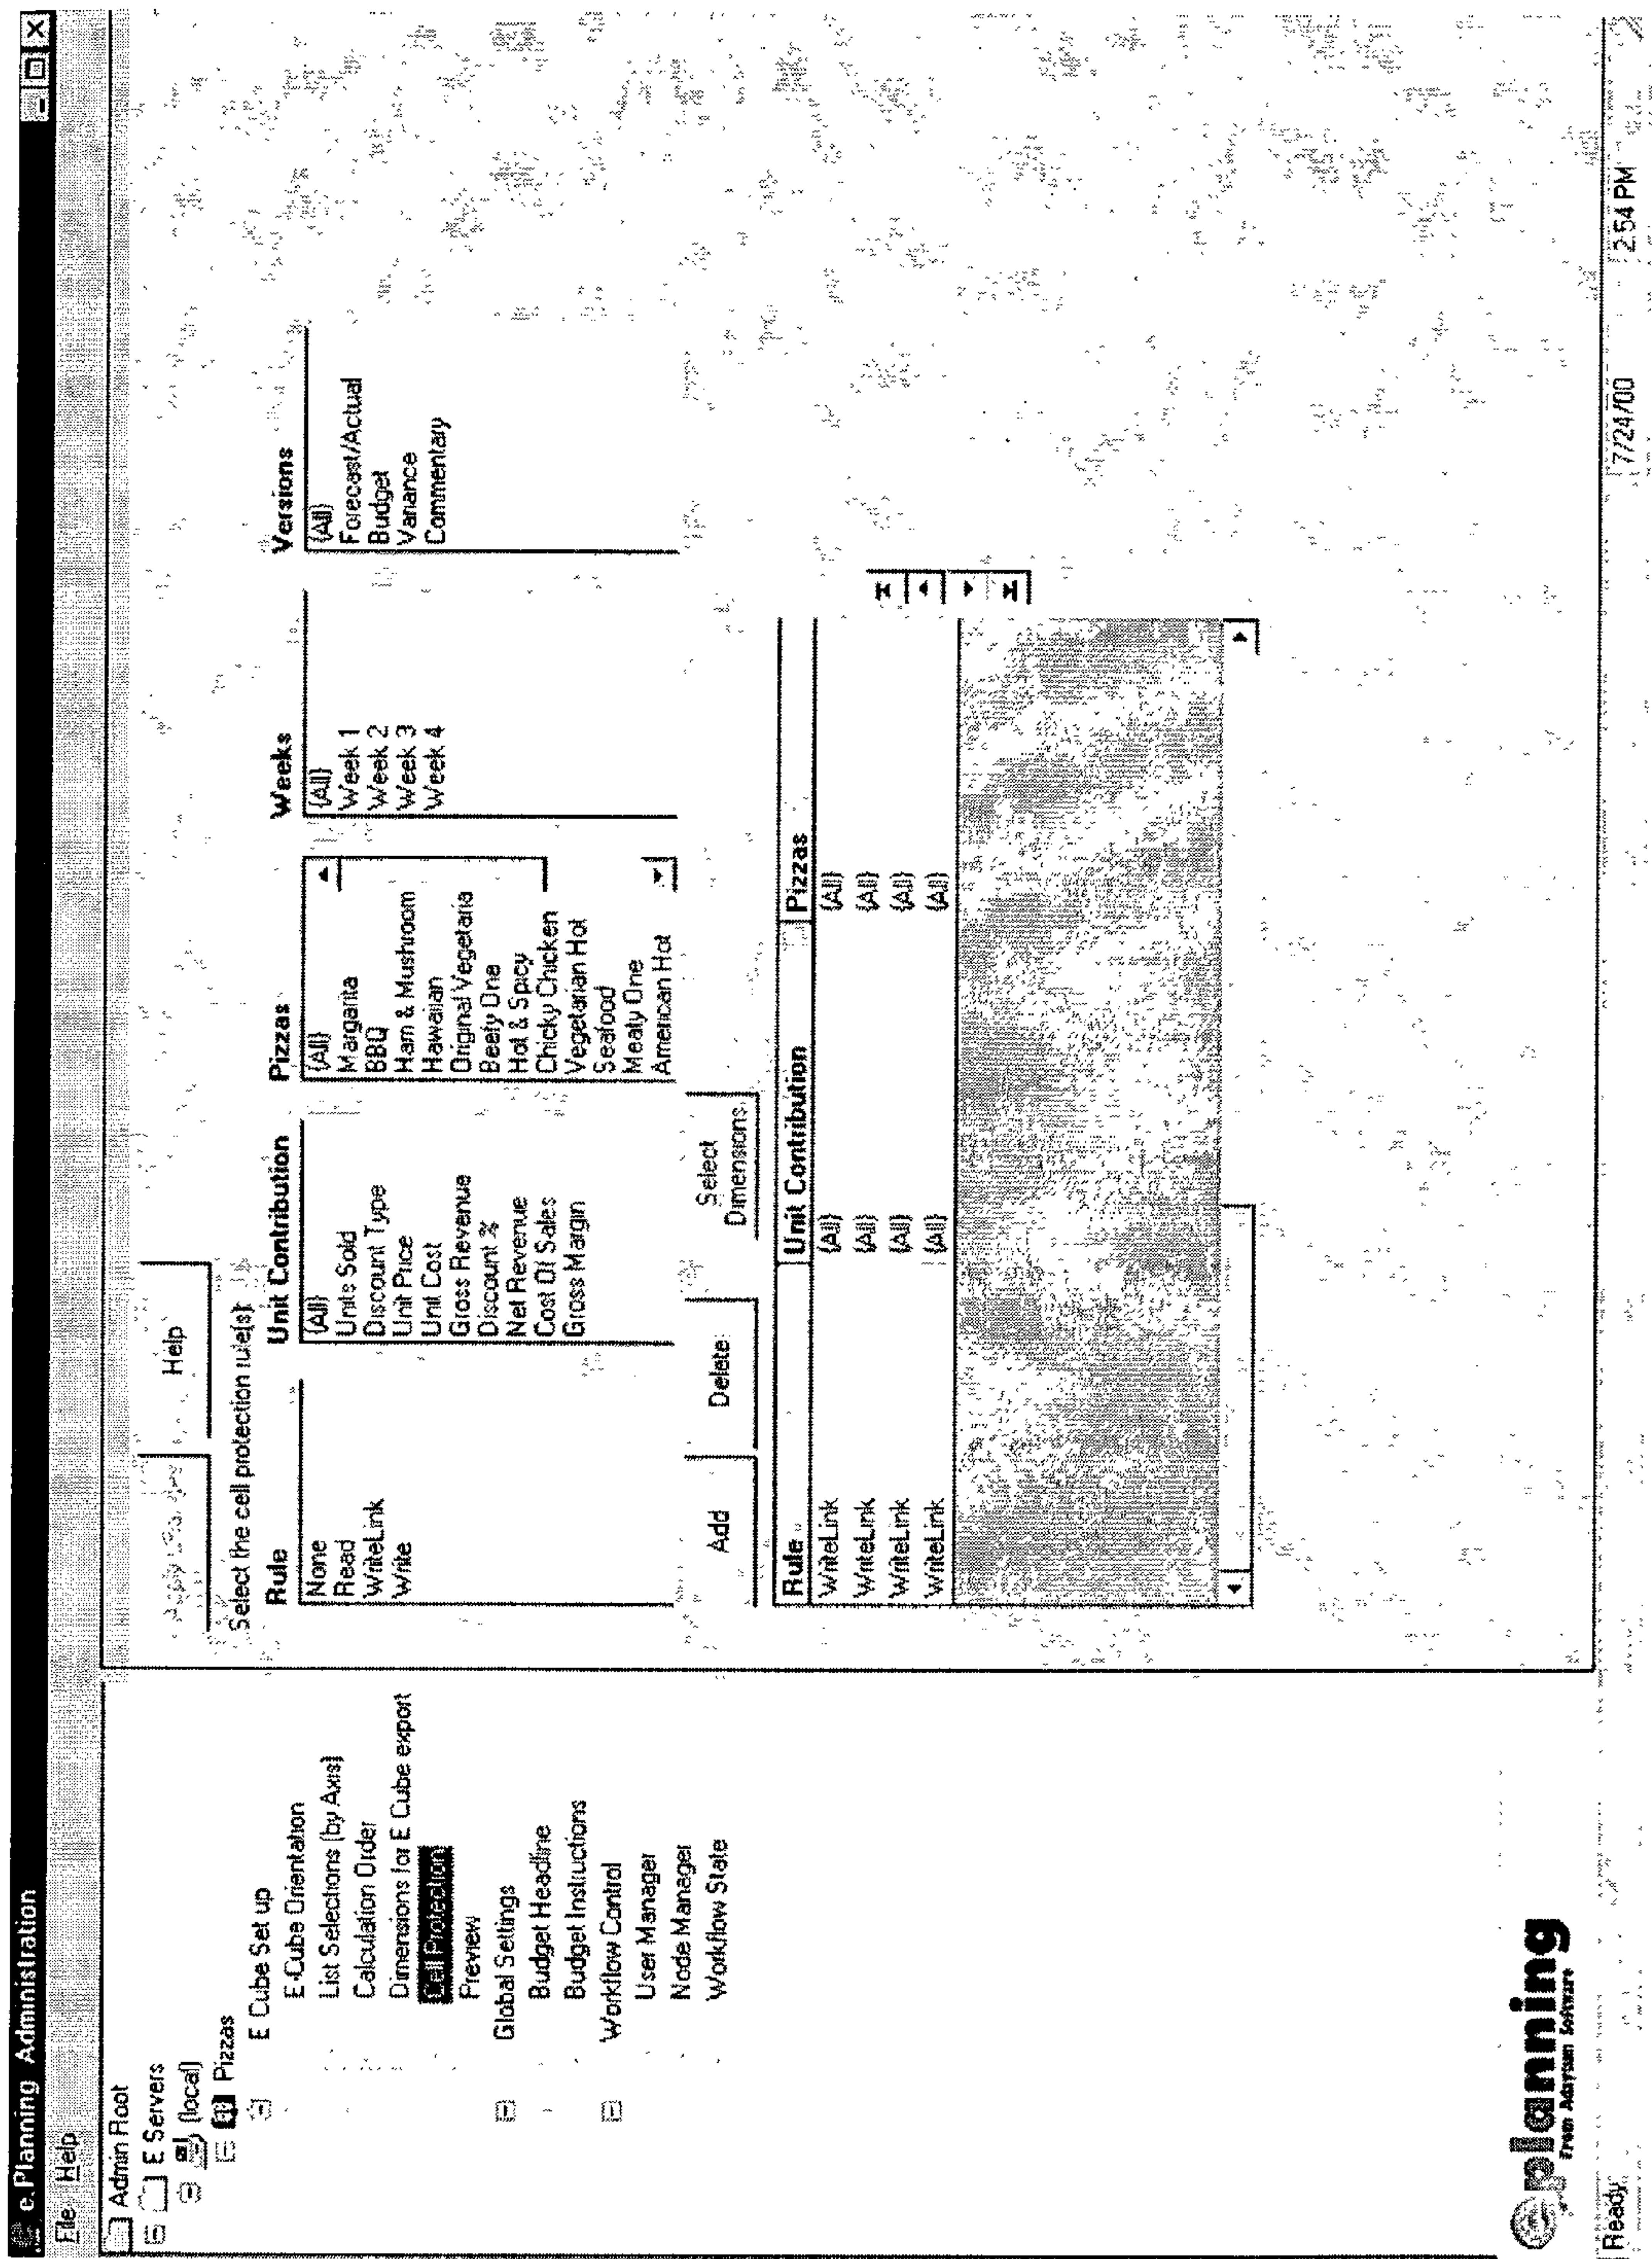 e.Planning Administration
File Help
Admin Root
E Servers
(local)
Pizzas
E Cube Set up
E-Cube Orientation
List Selections (by Axis)
Calculation Order
Dimensions for E Cube export
Cell Protection
Preview
Global Settings
Budget Headline
Budget Instructions
Workflow Control
User Manager
Node Manager
Workflow State
eplanning
From Adaytum Software
Help
Select the cell protection rule(s):
Rule
None
Read
WriteLink
Write
Unit Contribution
{All}
Units Sold
Discount Type
Unit Price
Unit Cost
Gross Revenue
Discount %
Net Revenue
Cost Of Sales
Gross Margin
Pizzas
{All}
Margarita
BBQ
Ham & Mushroom
Hawaiian
Original Vegetaria
Beefy One
Hot & Spicy
Chicky Chicken
Vegetarian Hot
Seafood
Meaty One
American Hot
Weeks
{All}
Week 1
Week 2
Week 3
Week 4
Versions
{All}
Forecast/Actual
Budget
Variance
Commentary
Add
Delete
Select
Dimensions
Rule Unit Contribution Pizzas
WriteLink {All} {All}
WriteLink {All} {All}
WriteLink {All} {All}
WriteLink {All} {All}
Ready
7/24/00 2:54 PM